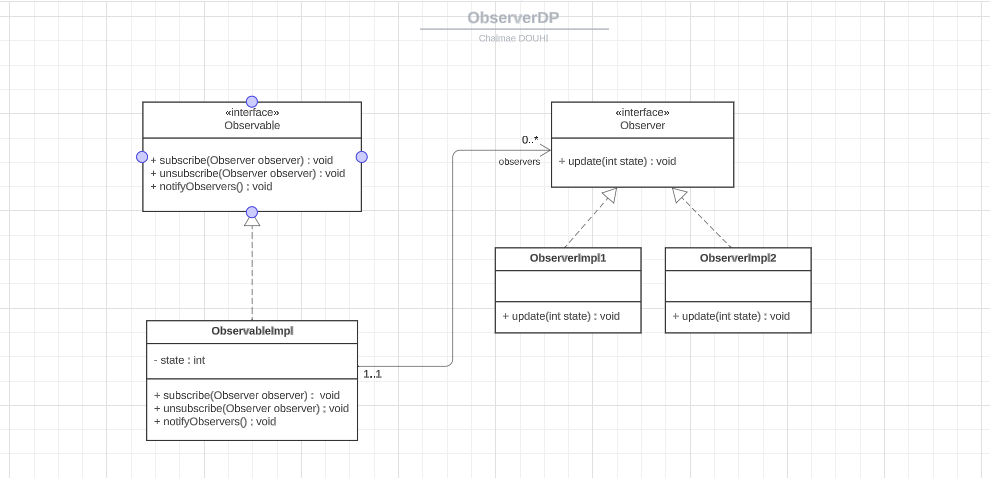 ObserverDP
Chaimae DOUHI
«interface»
Observable
+ subscribe(Observer observer) : void
+ unsubscribe(Observer observer) : void
+ notifyObservers() : void
«interface»
Observer
+ update(int state) : void
0..*
observers
ObserverImpl1
+ update(int state) : void
ObserverImpl2
+ update(int state) : void
ObservableImpl
- state : int
+ subscribe(Observer observer) :  void
+ unsubscribe(Observer observer) : void
+ notifyObservers() : void
1..1